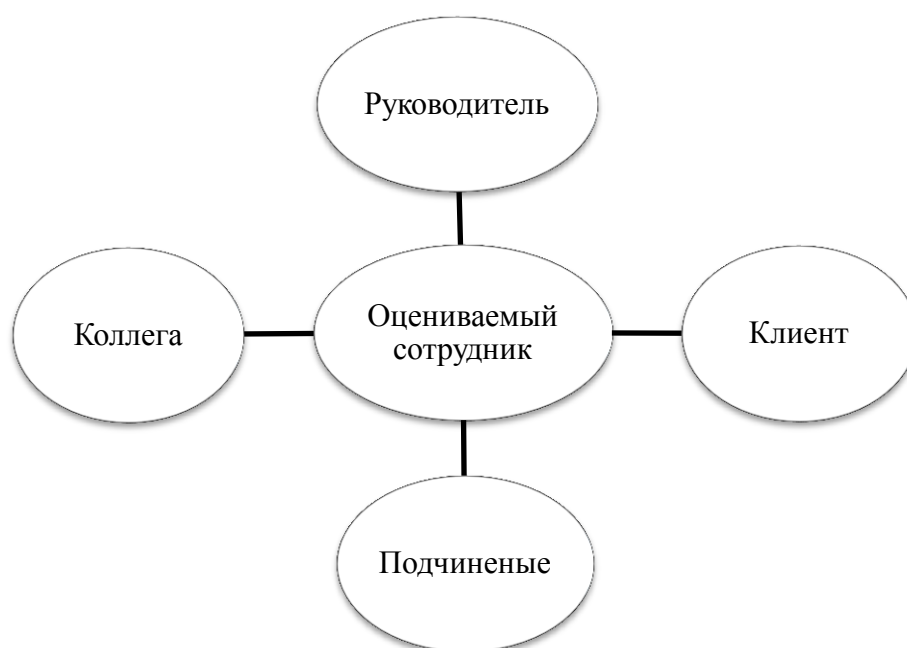 Руководитель
Коллега
Оцениваемый
сотрудник
Клиент
Подчиненые